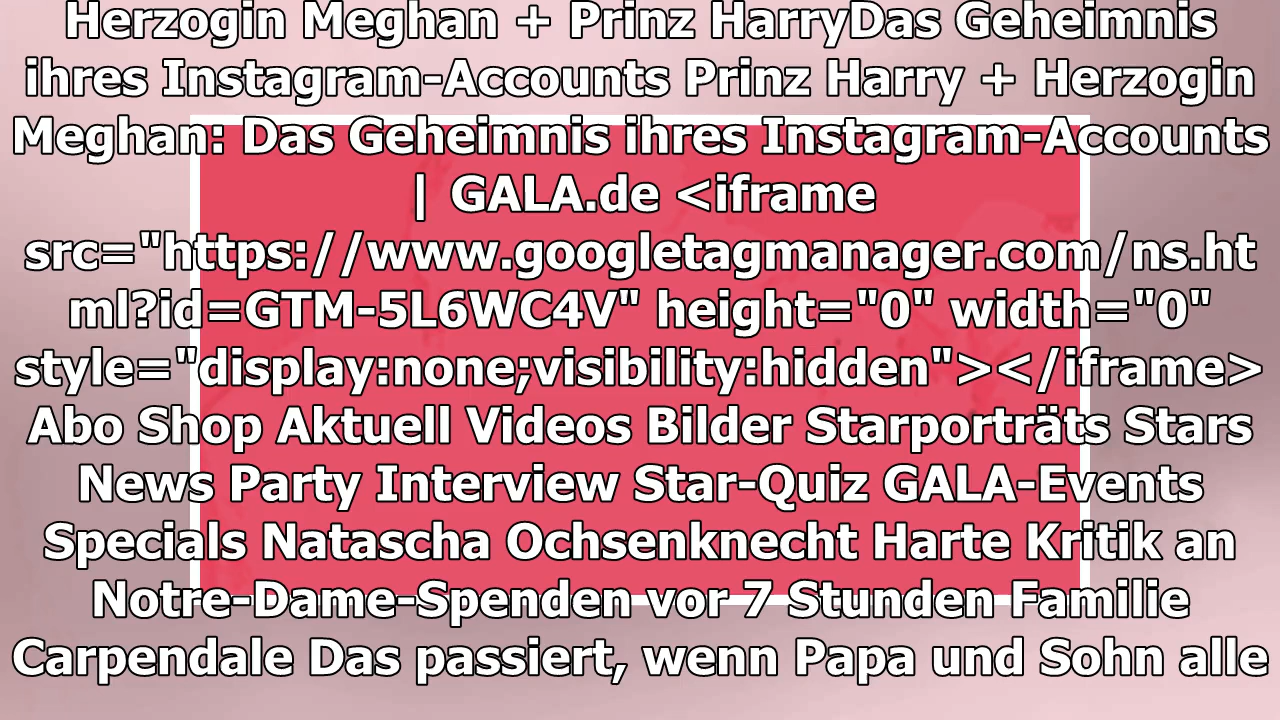 Herzogin Meghan + Prinz HarryDas Geheimnis
ihres Instagram-Accounts Prinz Harry + Herzogin
Meghan: Das Geheimnis ihres Instagram-Accounts
| GALA.de <iframe
src="https://www.googletagmanager.com/ns.ht
ml?id=GTM-5L6WC4V" height="0" width="0"
style="display:none;visibility:hidden"></iframe>
Abo Shop Aktuell Videos Bilder Starporträts Stars
News Party Interview Star-Quiz GALA-Events
Specials Natascha Ochsenknecht Harte Kritik an
Notre-Dame-Spenden vor 7 Stunden Familie
Carpendale Das passiert, wenn Papa und Sohn alle